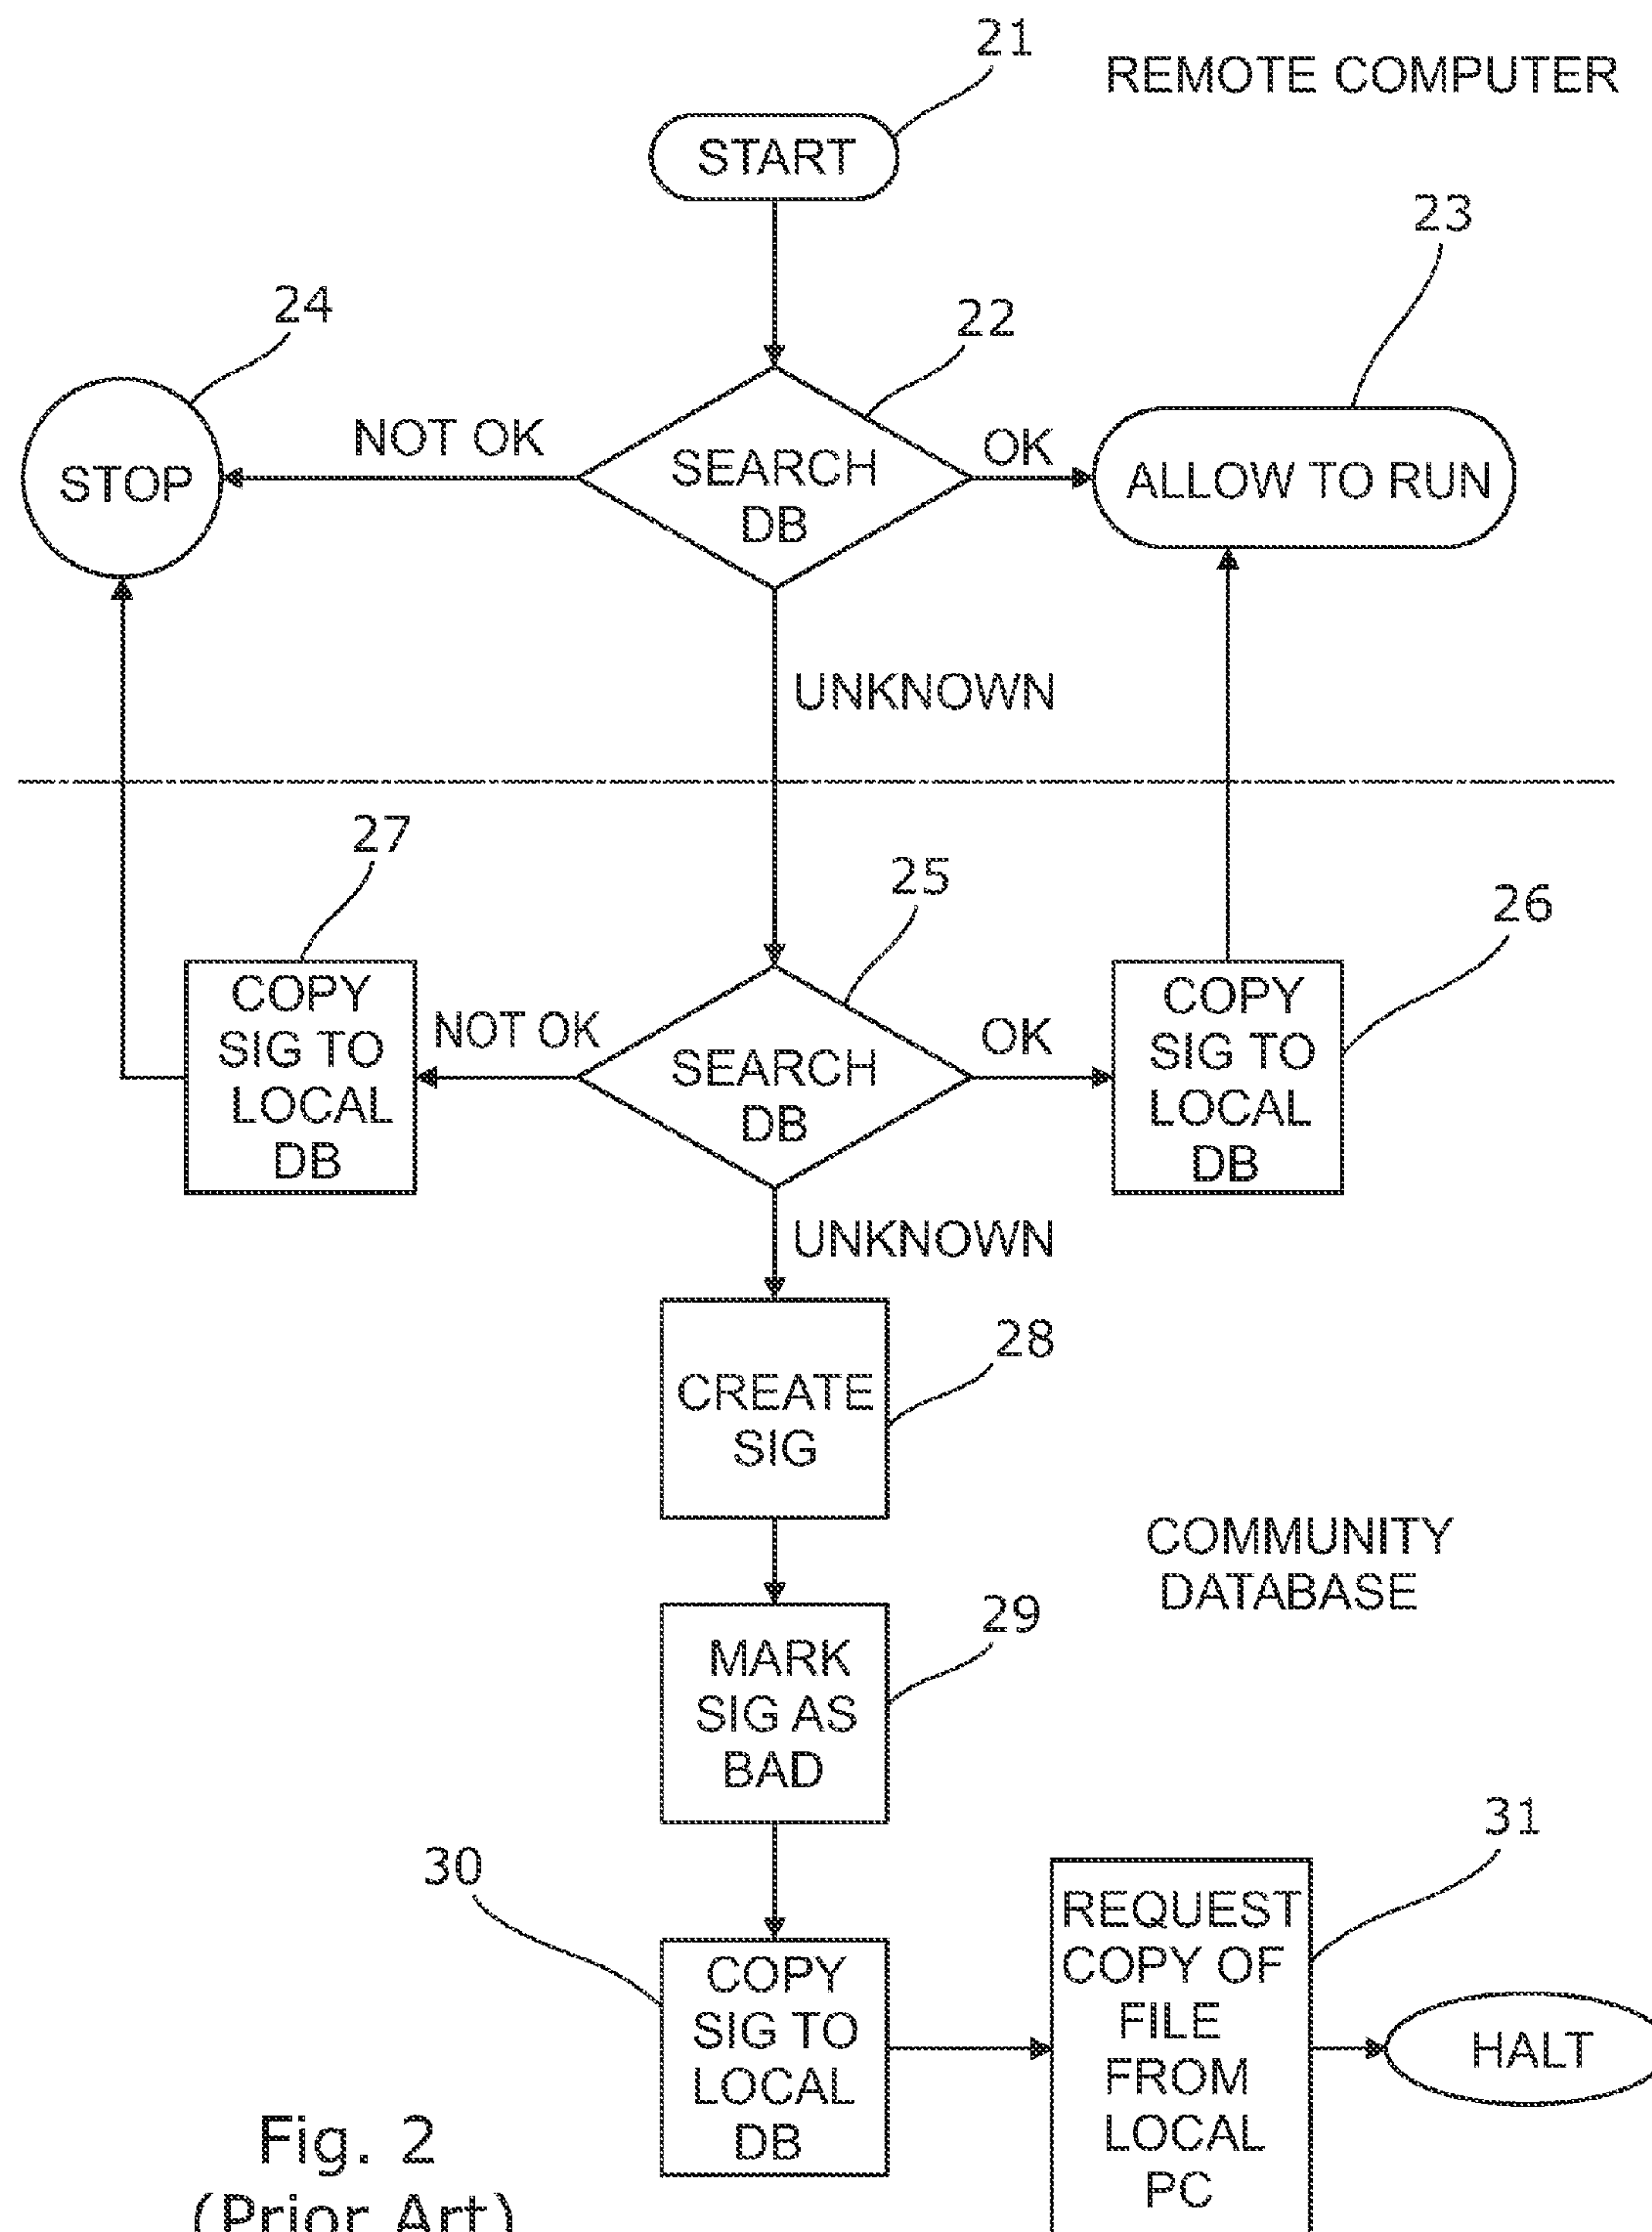 21
REMOTE COMPUTER
START
23
24
22
NOT OK
OK
STOP
SEARCH
DB
ALLOW TO RUN
UNKNOWN
27
25
26
COPY
SIG TO
LOCAL
DB
NOT OK
SEARCH
DB
OK
COPY
SIG TO
LOCAL
DB
UNKNOWN
28
CREATE
SIG
COMMUNITY
DATABASE
29
MARK
SIG AS
BAD
30
31
COPY
SIG TO
LOCAL
DB
REQUEST
COPY OF
FILE
FROM
LOCAL
PC
HALT
Fig. 2
(Prior Art)